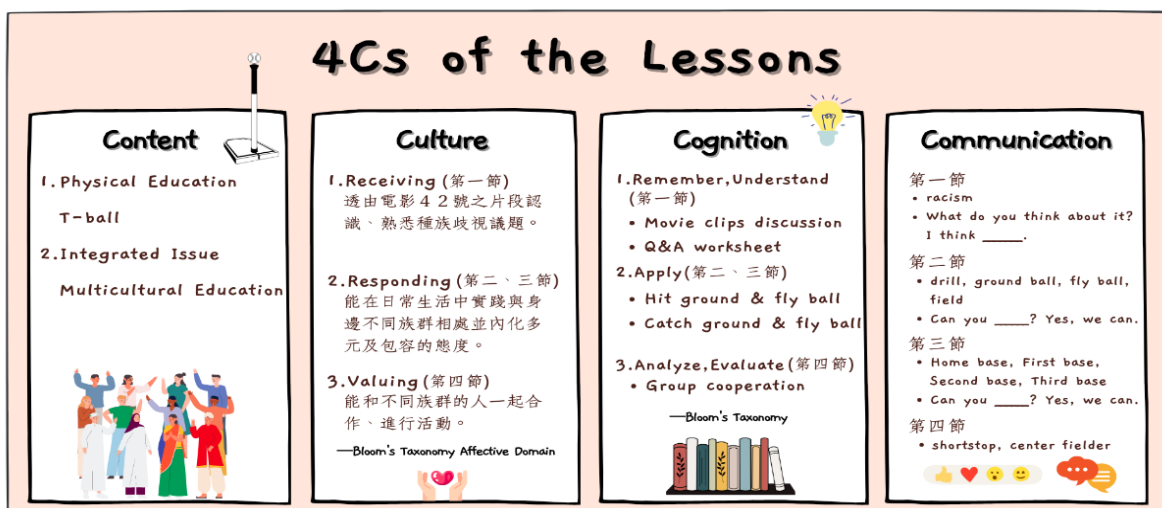 4Cs of the Lessons
Content
1.Physical Education
T-ball
2.Integrated Issue
Multicultural Education
Culture
1.Receiving(第一節)
透由電影42號之片段認
識、熟悉種族歧視議題。
2.Responding(第二、三節)
能在日常生活中實踐與身
邊不同族群相處並內化多
元及包容的態度。
3.Valuing(第四節)
能和不同族群的人一起合
作、進行活動。
—Bloom's Taxonomy Affective Domain
Cognition
1.Remember,Understand
(第一節)
• Movie clips discussion
• Q&A worksheet
2.Apply(第二、三節)
• Hit ground & fly ball
• Catch ground & fly ball
3.Analyze,Evaluate(第四節)
• Group cooperation
—Bloom's Taxonomy
Communication
第一節
• racism
• What do you think about it?
I think _____.
第二節
• drill, ground ball, fly ball,
field
• Can you _____? Yes, we can.
第三節
• Home base, First base,
Second base, Third base
• Can you _____? Yes, we can.
第四節
• shortstop, center fielder